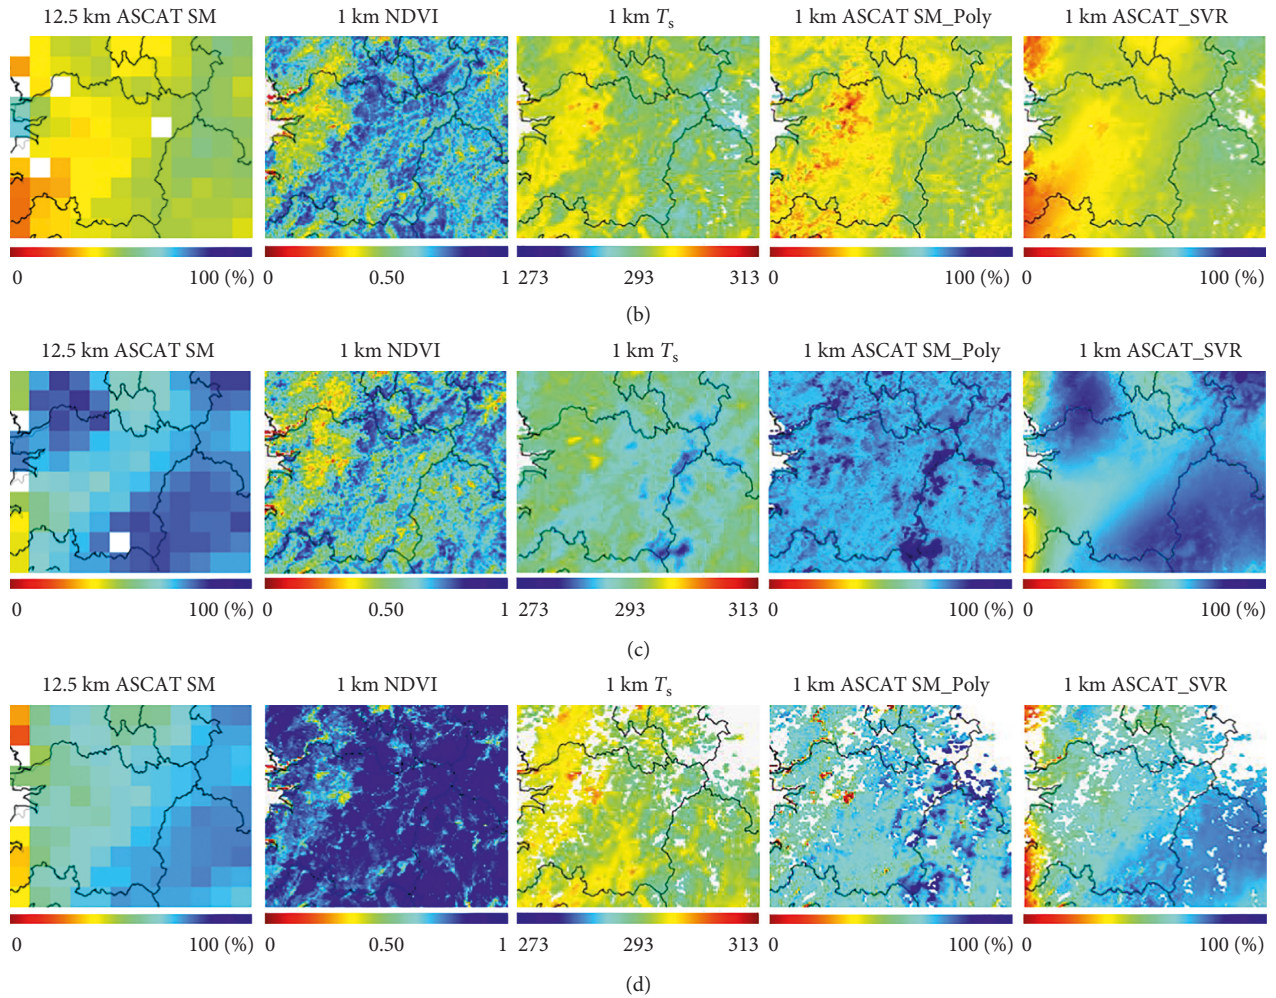 12.5 km ASCAT SM 1 km NDVI 1 km Ts 1 km ASCAT SM_Poly 1 km ASCAT_SVR
0 100 (%) 0 0.50 1 273 293 313 0 100 (%) 0 100 (%)
(b)
12.5 km ASCAT SM 1 km NDVI 1 km Ts 1 km ASCAT SM_Poly 1 km ASCAT_SVR
0 100 (%) 0 0.50 1 273 293 313 0 100 (%) 0 100 (%)
(c)
12.5 km ASCAT SM 1 km NDVI 1 km Ts 1 km ASCAT SM_Poly 1 km ASCAT_SVR
0 100 (%) 0 0.50 1 273 293 313 0 100 (%) 0 100 (%)
(d)